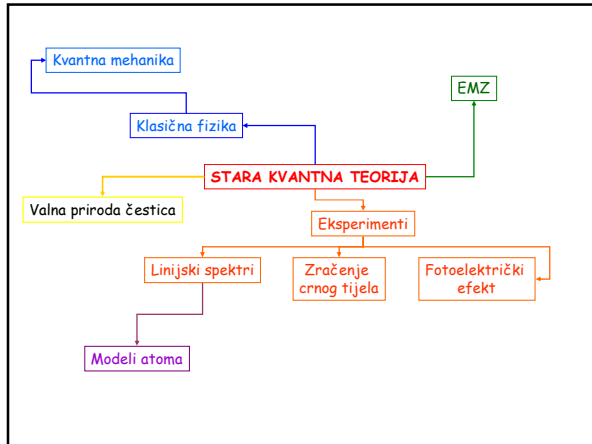 Kvantna mehanika
EMZ
Klasična fizika
STARA KVANTNA TEORIJA
Valna priroda čestica
Eksperimenti
Linijski spektri
Zračenje
crnog tijela
Fotoelektrički
efekt
Modeli atoma